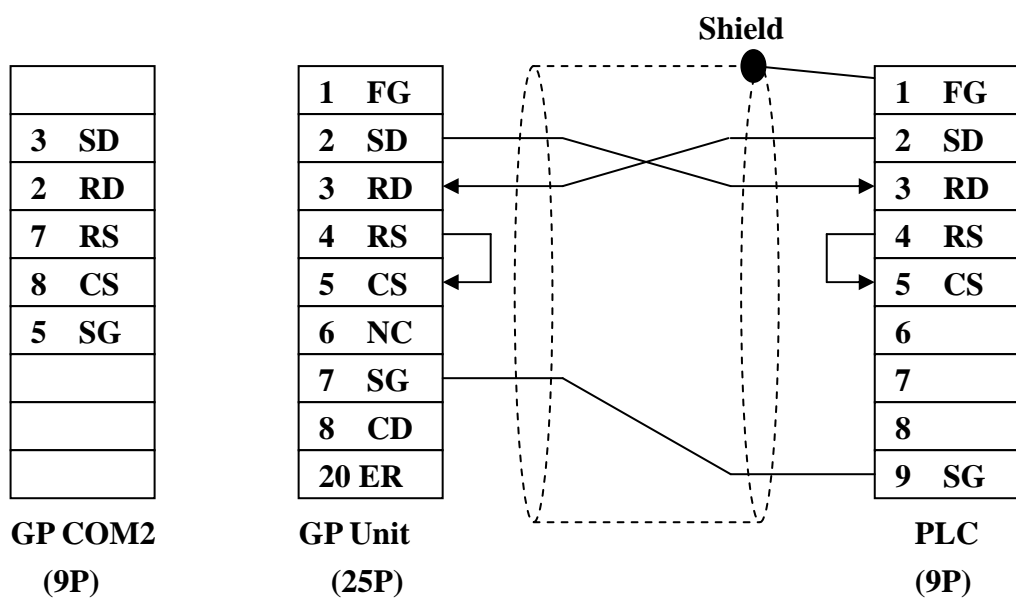 Shield
3 SD
2 RD
7 RS
8 CS
5 SG
GP COM2
(9P)
1 FG
2 SD
3 RD
4 RS
5 CS
6 NC
7 SG
8 CD
20 ER
GP Unit
(25P)
1 FG
2 SD
3 RD
4 RS
5 CS
6
7
8
9 SG
PLC
(9P)